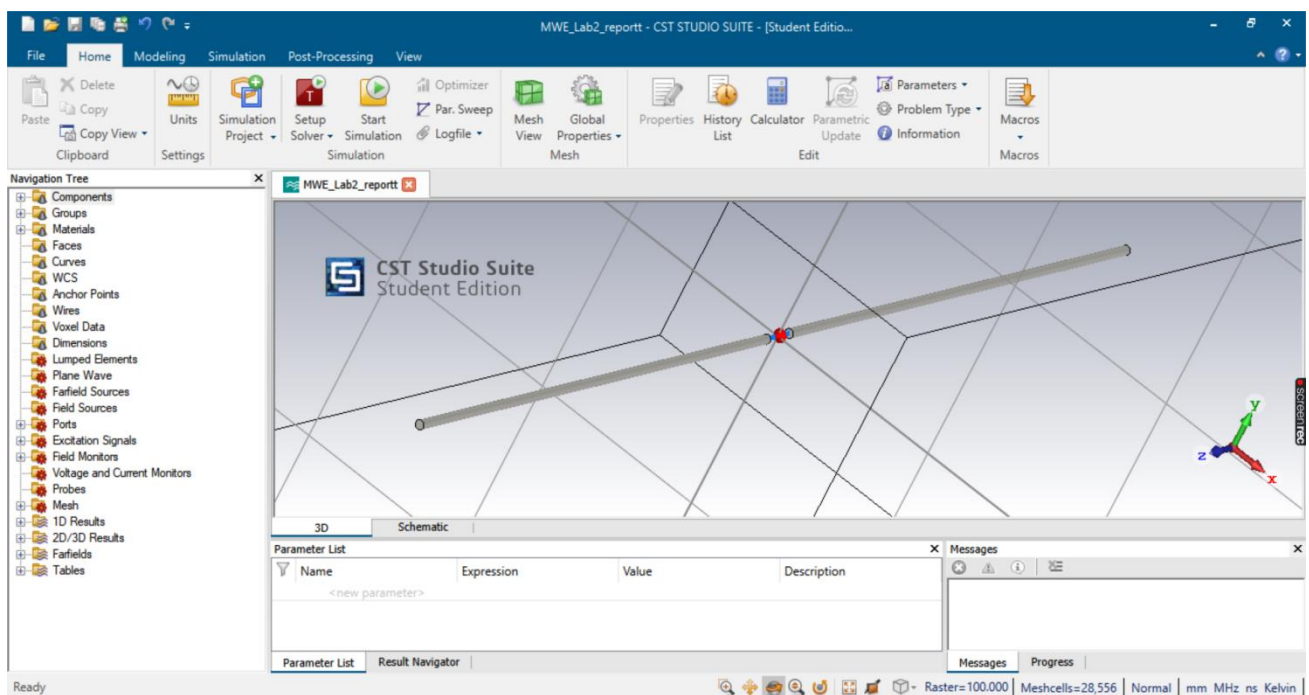 MWE_Lab2_reportt - CST STUDIO SUITE - [Student Editio...
File Home Modeling Simulation Post-Processing View
Paste
Delete
Copy
Copy View
Clipboard
Units
Settings
Simulation Project
Setup Solver
Start Simulation
Optimizer
Par. Sweep
Logfile
Simulation
Mesh View
Global Properties
Mesh
Properties
History List
Calculator
Parametric Update
Parameters
Problem Type
Information
Edit
Macros
Macros
Navigation Tree
Components
Groups
Materials
Faces
Curves
WCS
Anchor Points
Wires
Voxel Data
Dimensions
Lumped Elements
Plane Wave
Farfield Sources
Field Sources
Ports
Excitation Signals
Field Monitors
Voltage and Current Monitors
Probes
Mesh
1D Results
2D/3D Results
Farfields
Tables
MWE_Lab2_reportt
CST Studio Suite
Student Edition
y
z
x
screenrec
3D Schematic
Parameter List
Name Expression Value Description
<new parameter>
Parameter List Result Navigator
Messages
Messages Progress
Ready
Raster=100.000 Meshcells=28,556 Normal mm MHz ns Kelvin